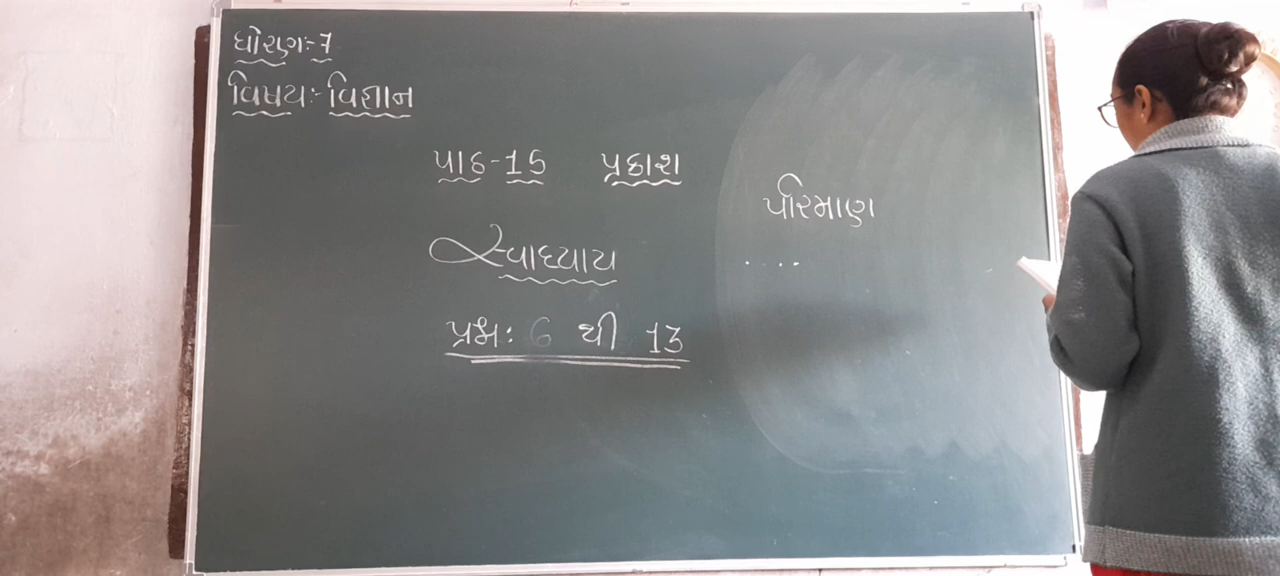 ધોરણઃ- 7
વિષયઃ- વિજ્ઞાન
પાઠ-15 પ્રકાશ
પરિમાણ
સ્વાધ્યાય
....
પ્રશ્નઃ 6 થી 13